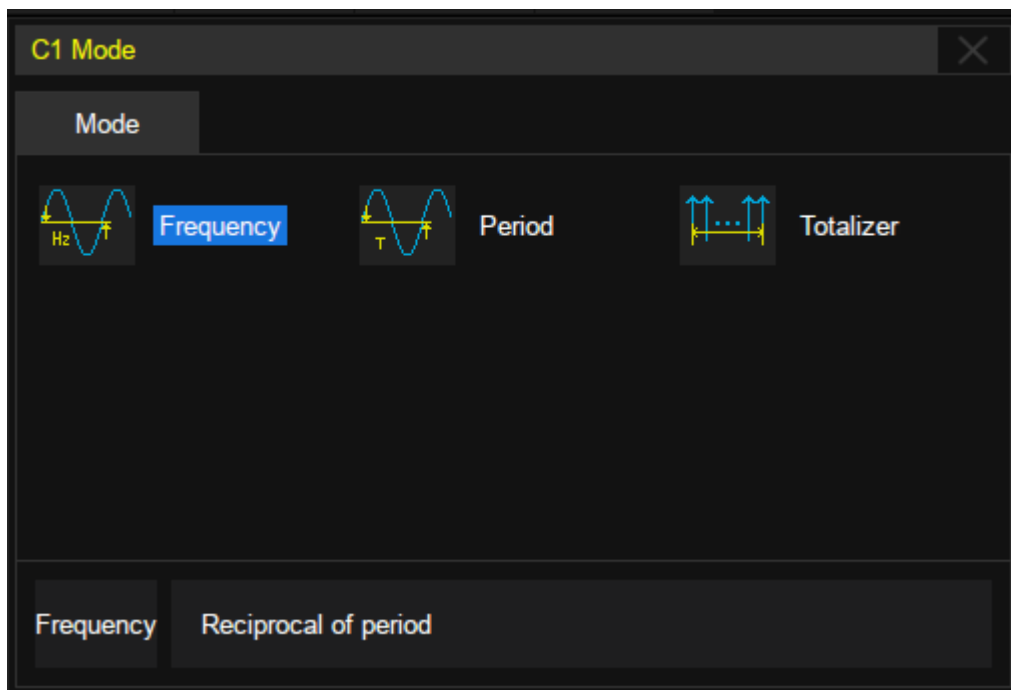 C1 Mode
Mode
Hz
Frequency
T
Period
Totalizer
Frequency
Reciprocal of period